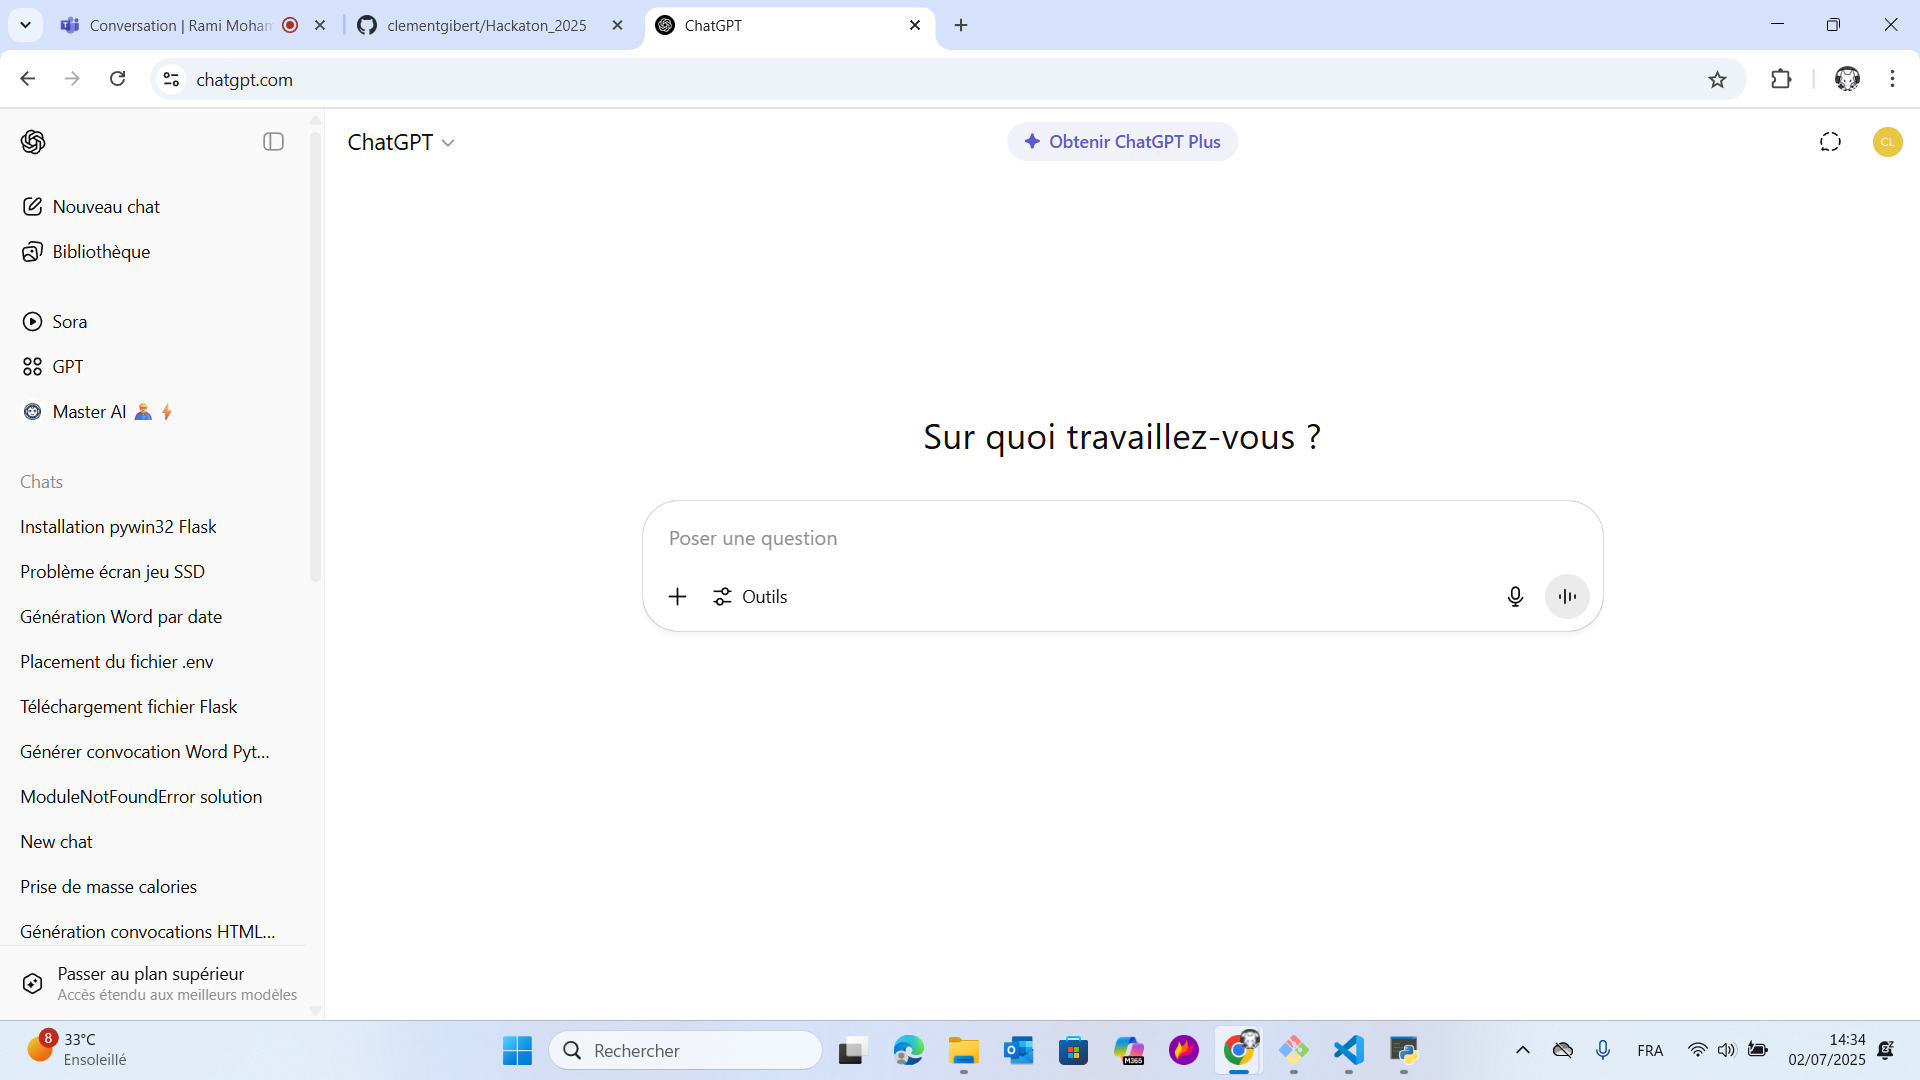 Conversation | Rami Moham
clementgibert/Hackaton_2025
ChatGPT
chatgpt.com
ChatGPT
Obtenir ChatGPT Plus
CL
Nouveau chat
Bibliothèque
Sora
GPT
Master AI
Chats
Installation pywin32 Flask
Problème écran jeu SSD
Génération Word par date
Placement du fichier .env
Téléchargement fichier Flask
Générer convocation Word Pyt...
ModuleNotFoundError solution
New chat
Prise de masse calories
Génération convocations HTML...
Passer au plan supérieur
Accès étendu aux meilleurs modèles
Sur quoi travaillez-vous ?
Poser une question
Outils
8
33°C
Ensoleillé
Rechercher
M365
FRA
14:34
02/07/2025